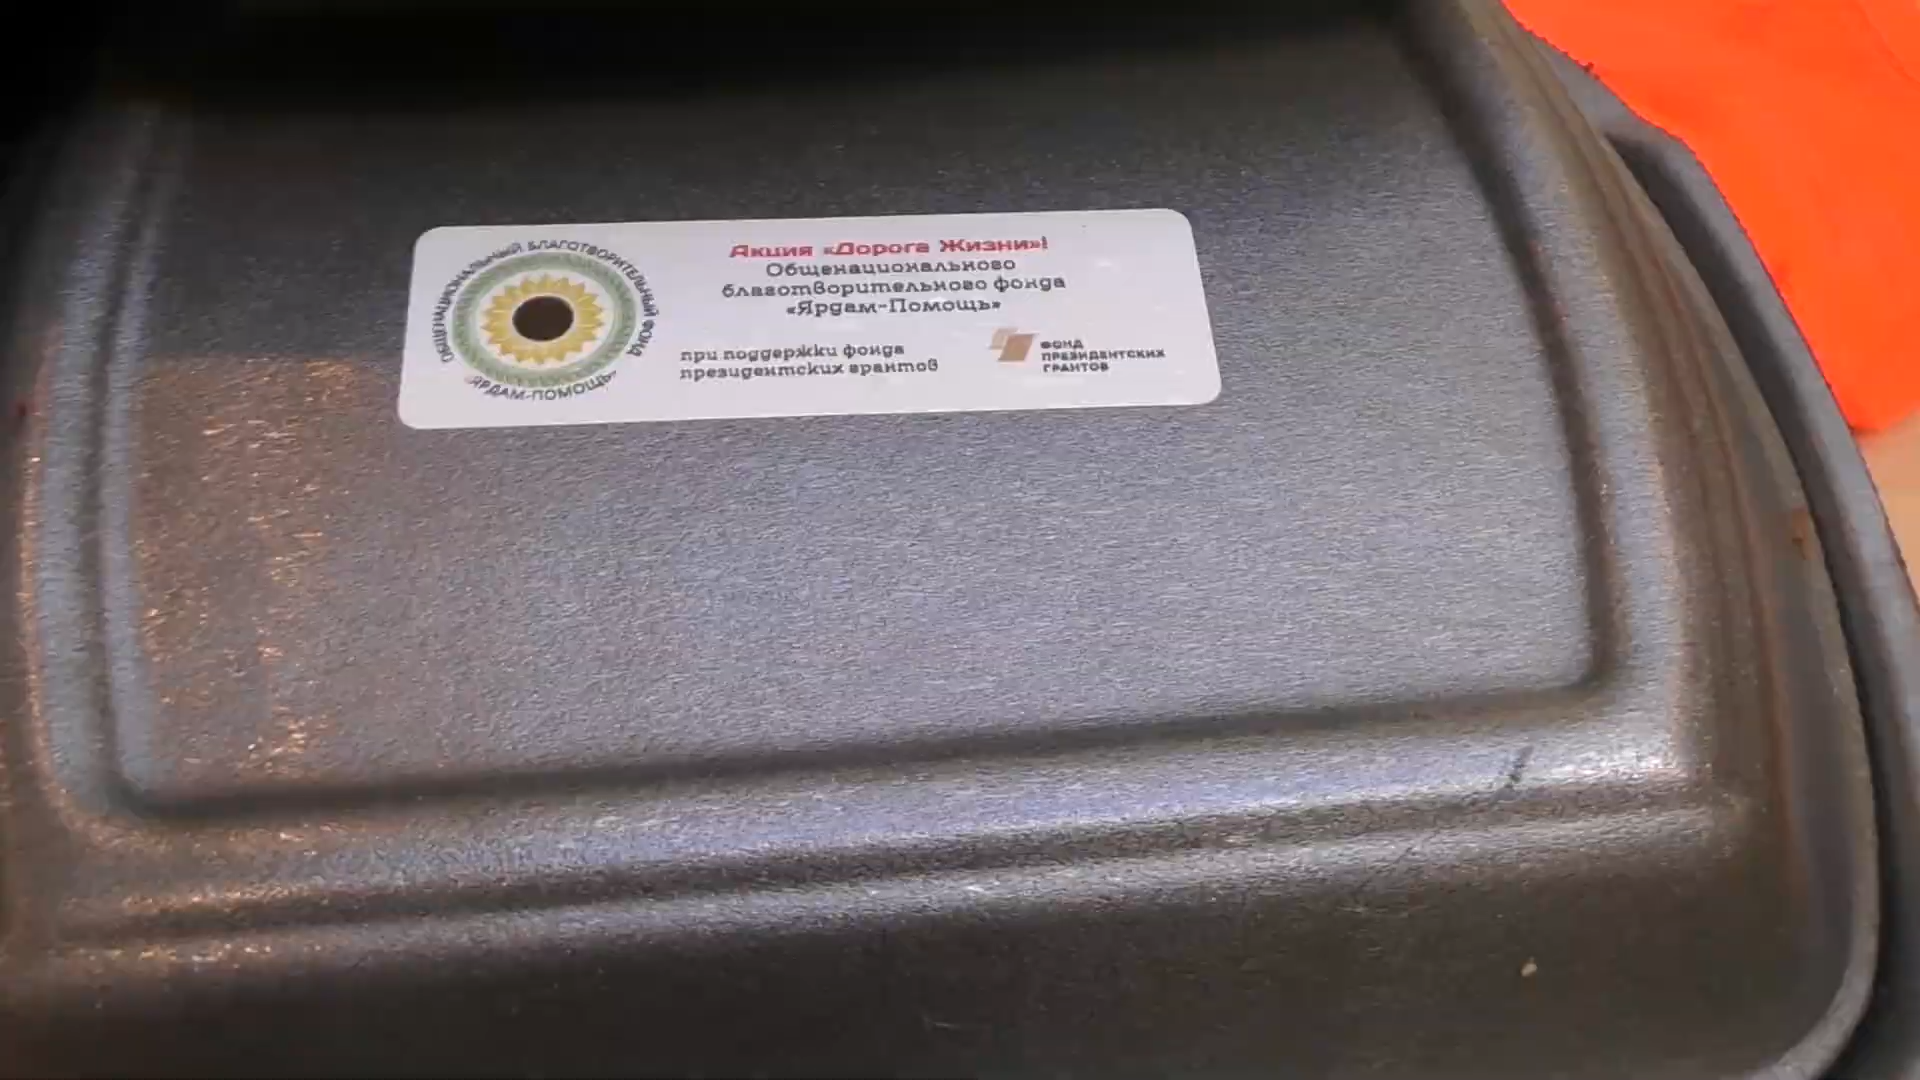 ОБЩЕНАЦИОНАЛЬНЫЙ БЛАГОТВОРИТЕЛЬНЫЙ ФОНД
«ЯРДАМ-ПОМОЩЬ»
Акция «Дорога Жизни»!
Общенационального
благотворительного фонда
«Ярдам-Помощь»
при поддержки фонда
президентских грантов
ФОНД
ПРЕЗИДЕНТСКИХ
ГРАНТОВ